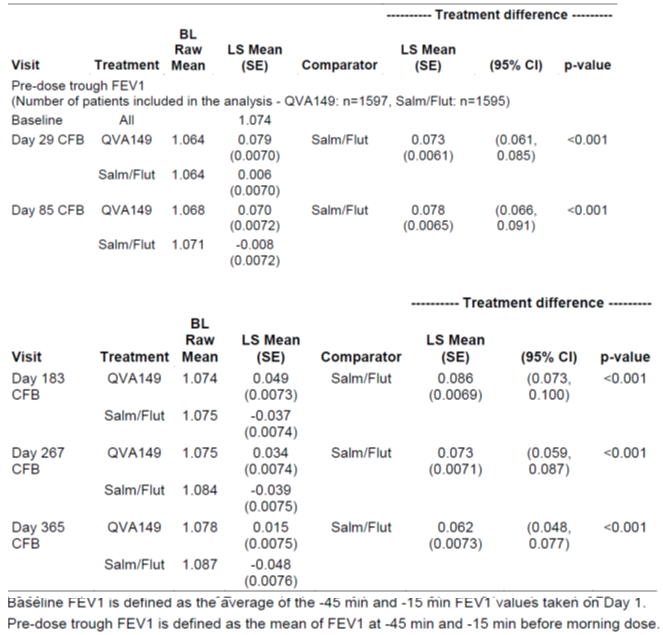 ---------- Treatment difference ---------
BL
Raw LS Mean LS Mean
Visit Treatment Mean (SE) Comparator (SE) (95% CI) p-value
Pre-dose trough FEV1
(Number of patients included in the analysis - QVA149: n=1597, Salm/Flut: n=1595)
Baseline All 1.074
Day 29 CFB QVA149 1.064 0.079 Salm/Flut 0.073 (0.061, <0.001
(0.0070) (0.0061) 0.085)
Salm/Flut 1.064 0.006
(0.0070)
Day 85 CFB QVA149 1.068 0.070 Salm/Flut 0.078 (0.066, <0.001
(0.0072) (0.0065) 0.091)
Salm/Flut 1.071 -0.008
(0.0072)
---------- Treatment difference ---------
BL
Raw LS Mean LS Mean
Visit Treatment Mean (SE) Comparator (SE) (95% CI) p-value
Day 183 QVA149 1.074 0.049 Salm/Flut 0.086 (0.073, <0.001
CFB (0.0073) (0.0069) 0.100)
Salm/Flut 1.075 -0.037
(0.0074)
Day 267 QVA149 1.075 0.034 Salm/Flut 0.073 (0.059, <0.001
CFB (0.0074) (0.0071) 0.087)
Salm/Flut 1.084 -0.039
(0.0075)
Day 365 QVA149 1.078 0.015 Salm/Flut 0.062 (0.048, <0.001
CFB (0.0075) (0.0073) 0.077)
Salm/Flut 1.087 -0.048
(0.0076)
Baseline FEV1 is defined as the average of the -45 min and -15 min FEV1 values taken on Day 1.
Pre-dose trough FEV1 is defined as the mean of FEV1 at -45 min and -15 min before morning dose.